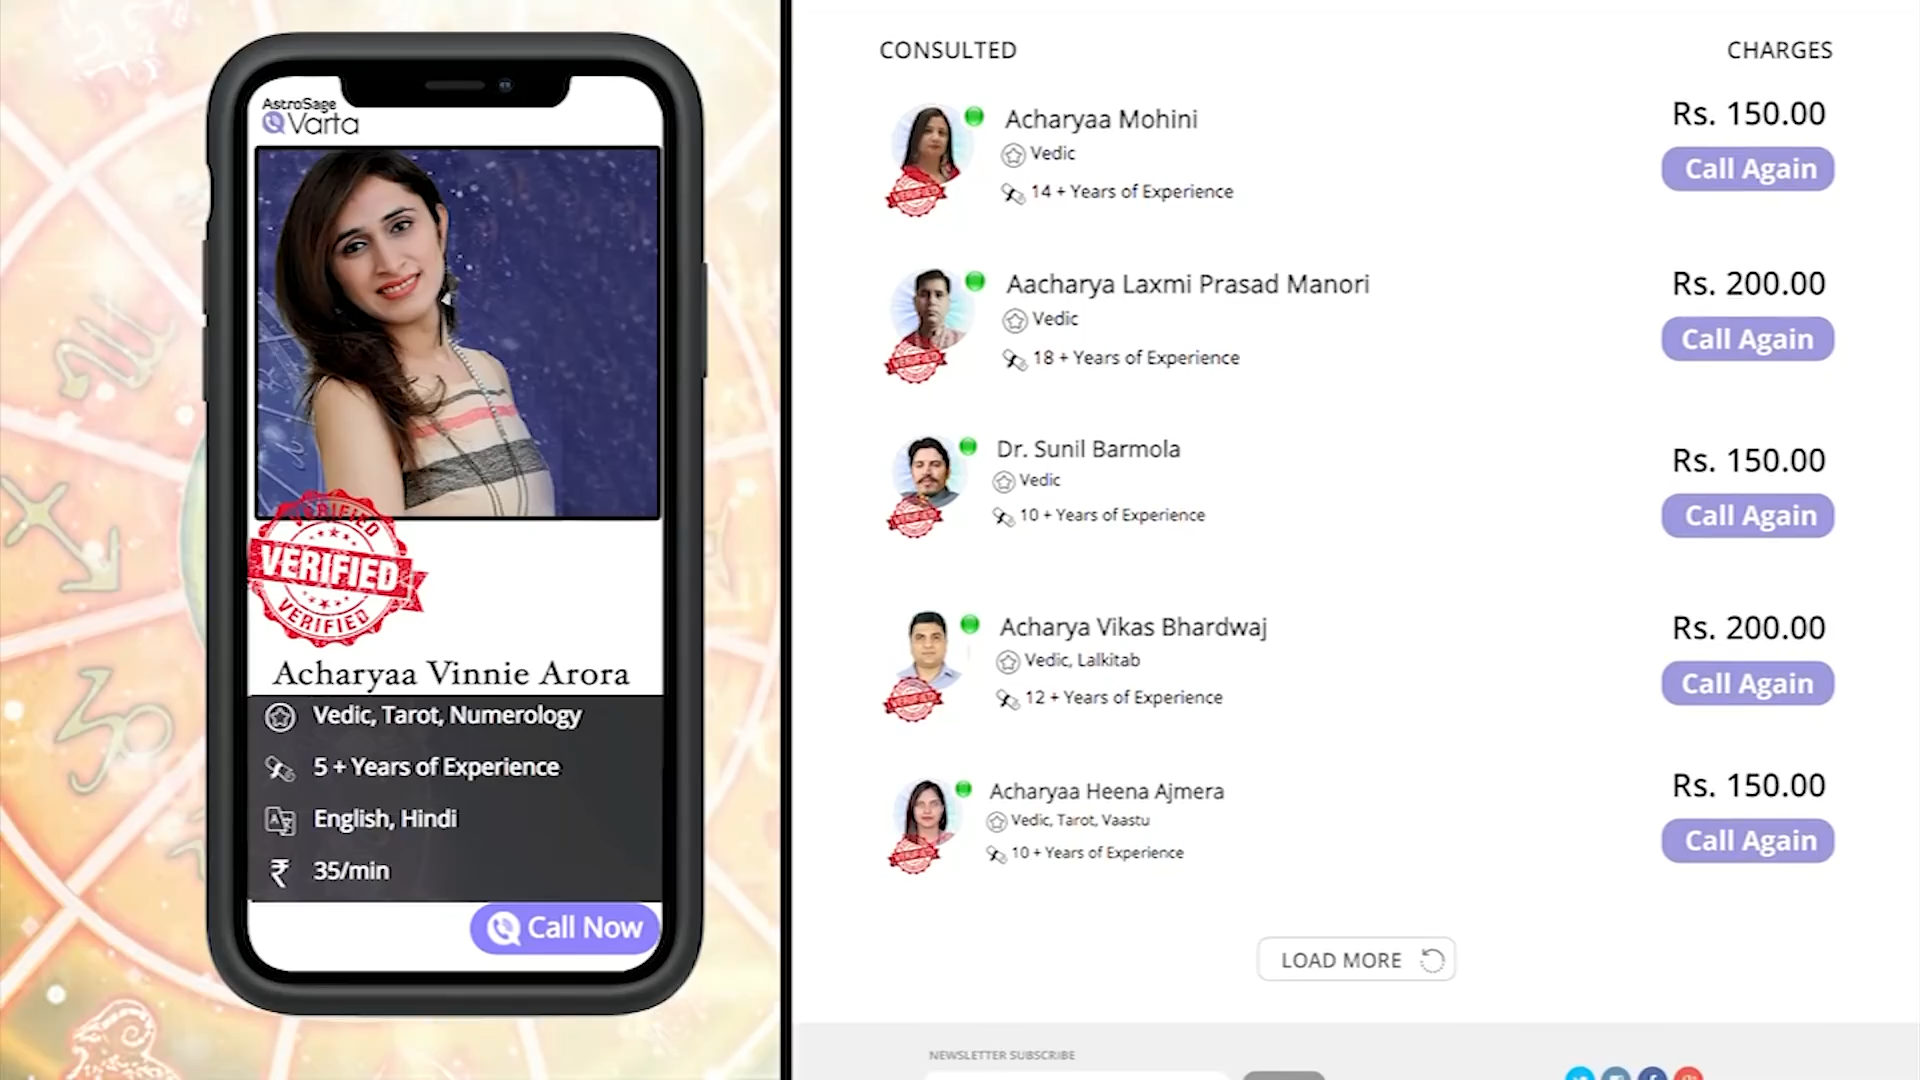 AstroSage
Varta
VERIFIED
VERIFIED
VERIFIED
Acharyaa Vinnie Arora
Vedic, Tarot, Numerology
5 + Years of Experience
English, Hindi
₹ 35/min
Call Now
CONSULTED
CHARGES
Acharyaa Mohini
Vedic
14 + Years of Experience
VERIFIED
Rs. 150.00
Call Again
Aacharya Laxmi Prasad Manori
Vedic
18 + Years of Experience
VERIFIED
Rs. 200.00
Call Again
Dr. Sunil Barmola
Vedic
10 + Years of Experience
VERIFIED
Rs. 150.00
Call Again
Acharya Vikas Bhardwaj
Vedic, Lalkitab
12 + Years of Experience
VERIFIED
Rs. 200.00
Call Again
Acharyaa Heena Ajmera
Vedic, Tarot, Vaastu
10 + Years of Experience
VERIFIED
Rs. 150.00
Call Again
LOAD MORE
NEWSLETTER SUBSCRIBE